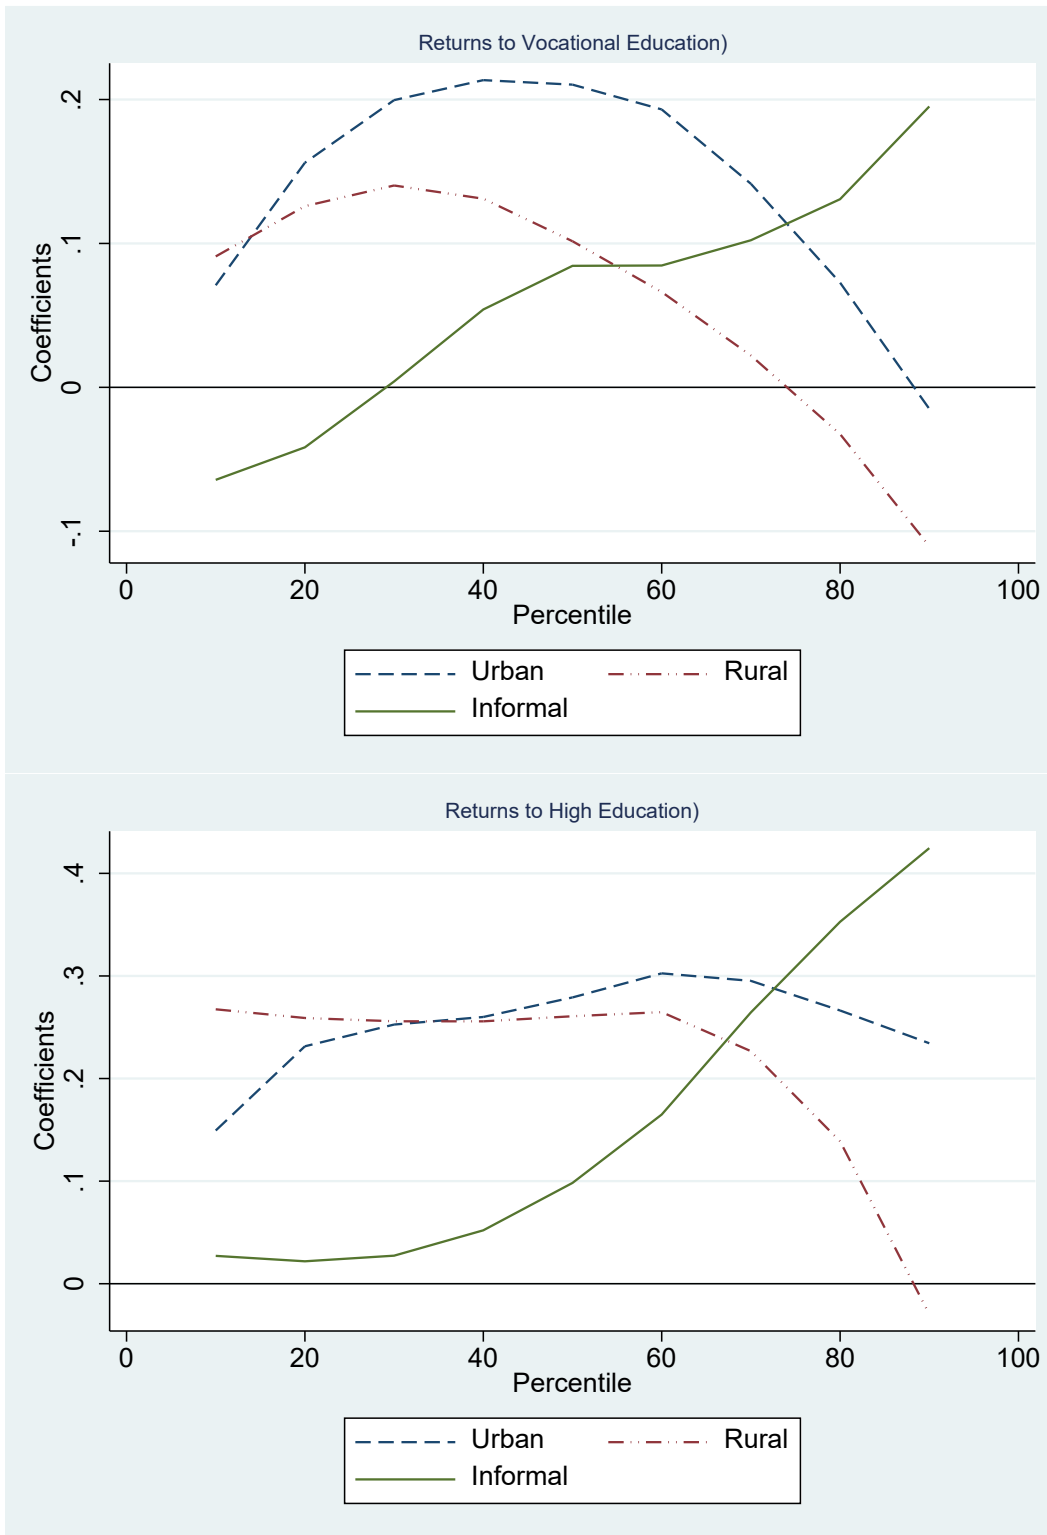 Returns to Vocational Education)
.2
.1
0
-.1
Coefficients
0 20 40 60 80 100
Percentile
Urban Rural
Informal
Returns to High Education)
.4
.3
.2
.1
0
Coefficients
0 20 40 60 80 100
Percentile
Urban Rural
Informal